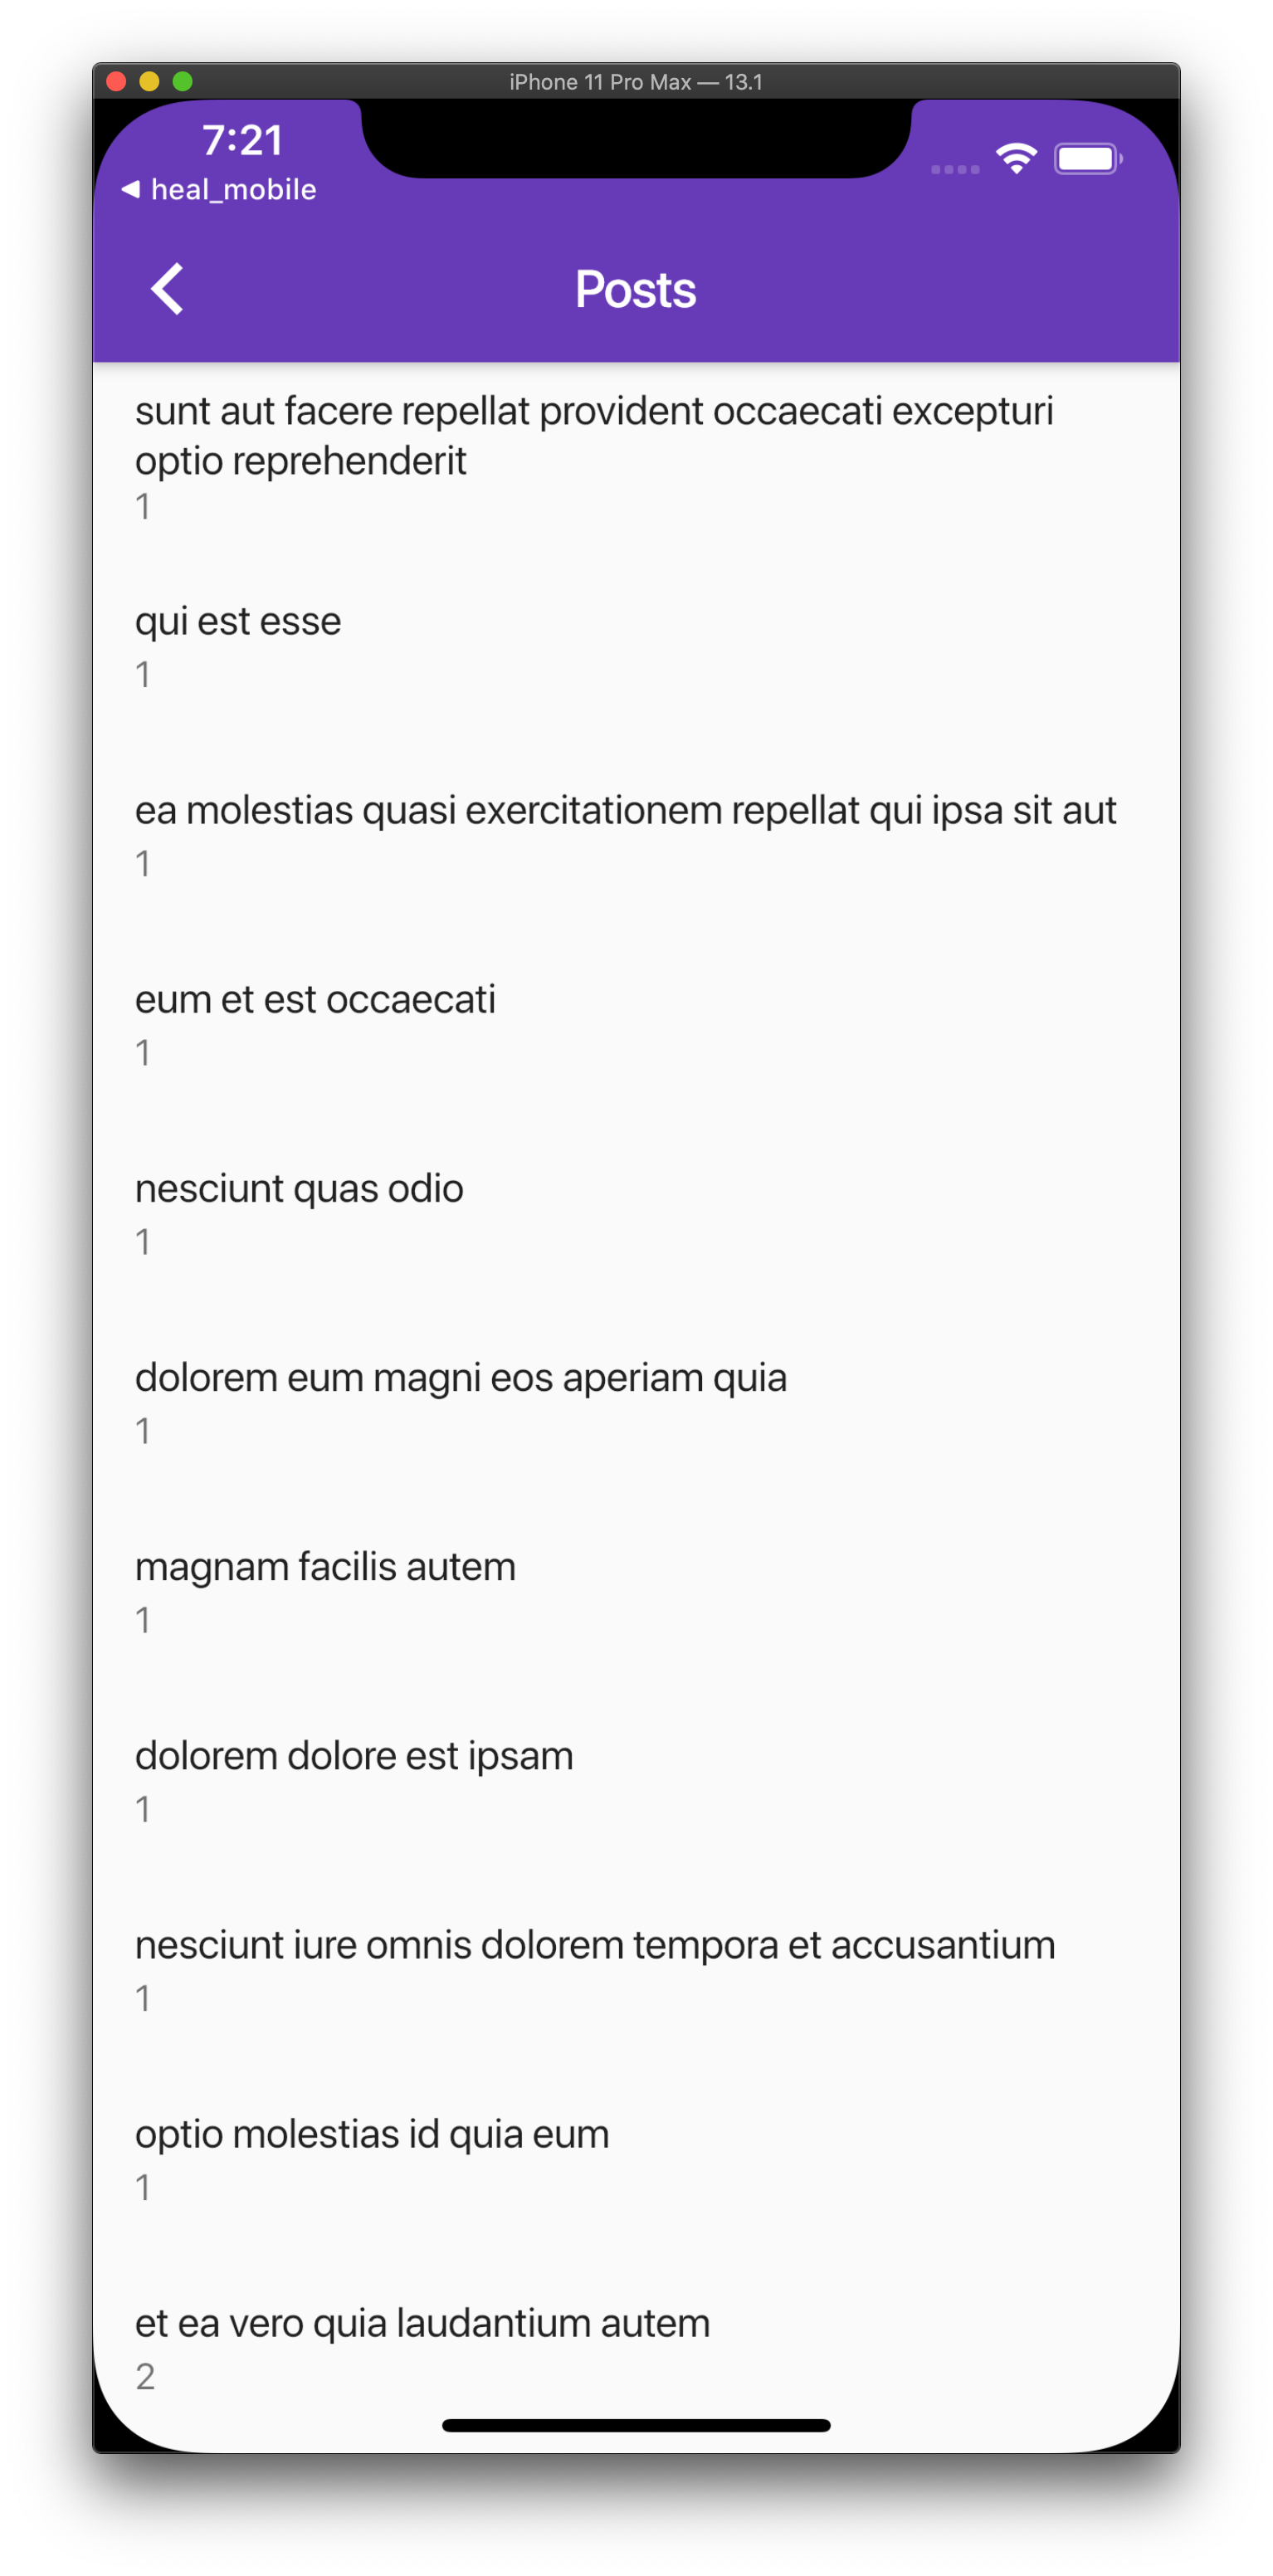 iPhone 11 Pro Max — 13.1
7:21
heal_mobile
Posts
sunt aut facere repellat provident occaecati excepturi
optio reprehenderit
1
qui est esse
1
ea molestias quasi exercitationem repellat qui ipsa sit aut
1
eum et est occaecati
1
nesciunt quas odio
1
dolorem eum magni eos aperiam quia
1
magnam facilis autem
1
dolorem dolore est ipsam
1
nesciunt iure omnis dolorem tempora et accusantium
1
optio molestias id quia eum
1
et ea vero quia laudantium autem
2